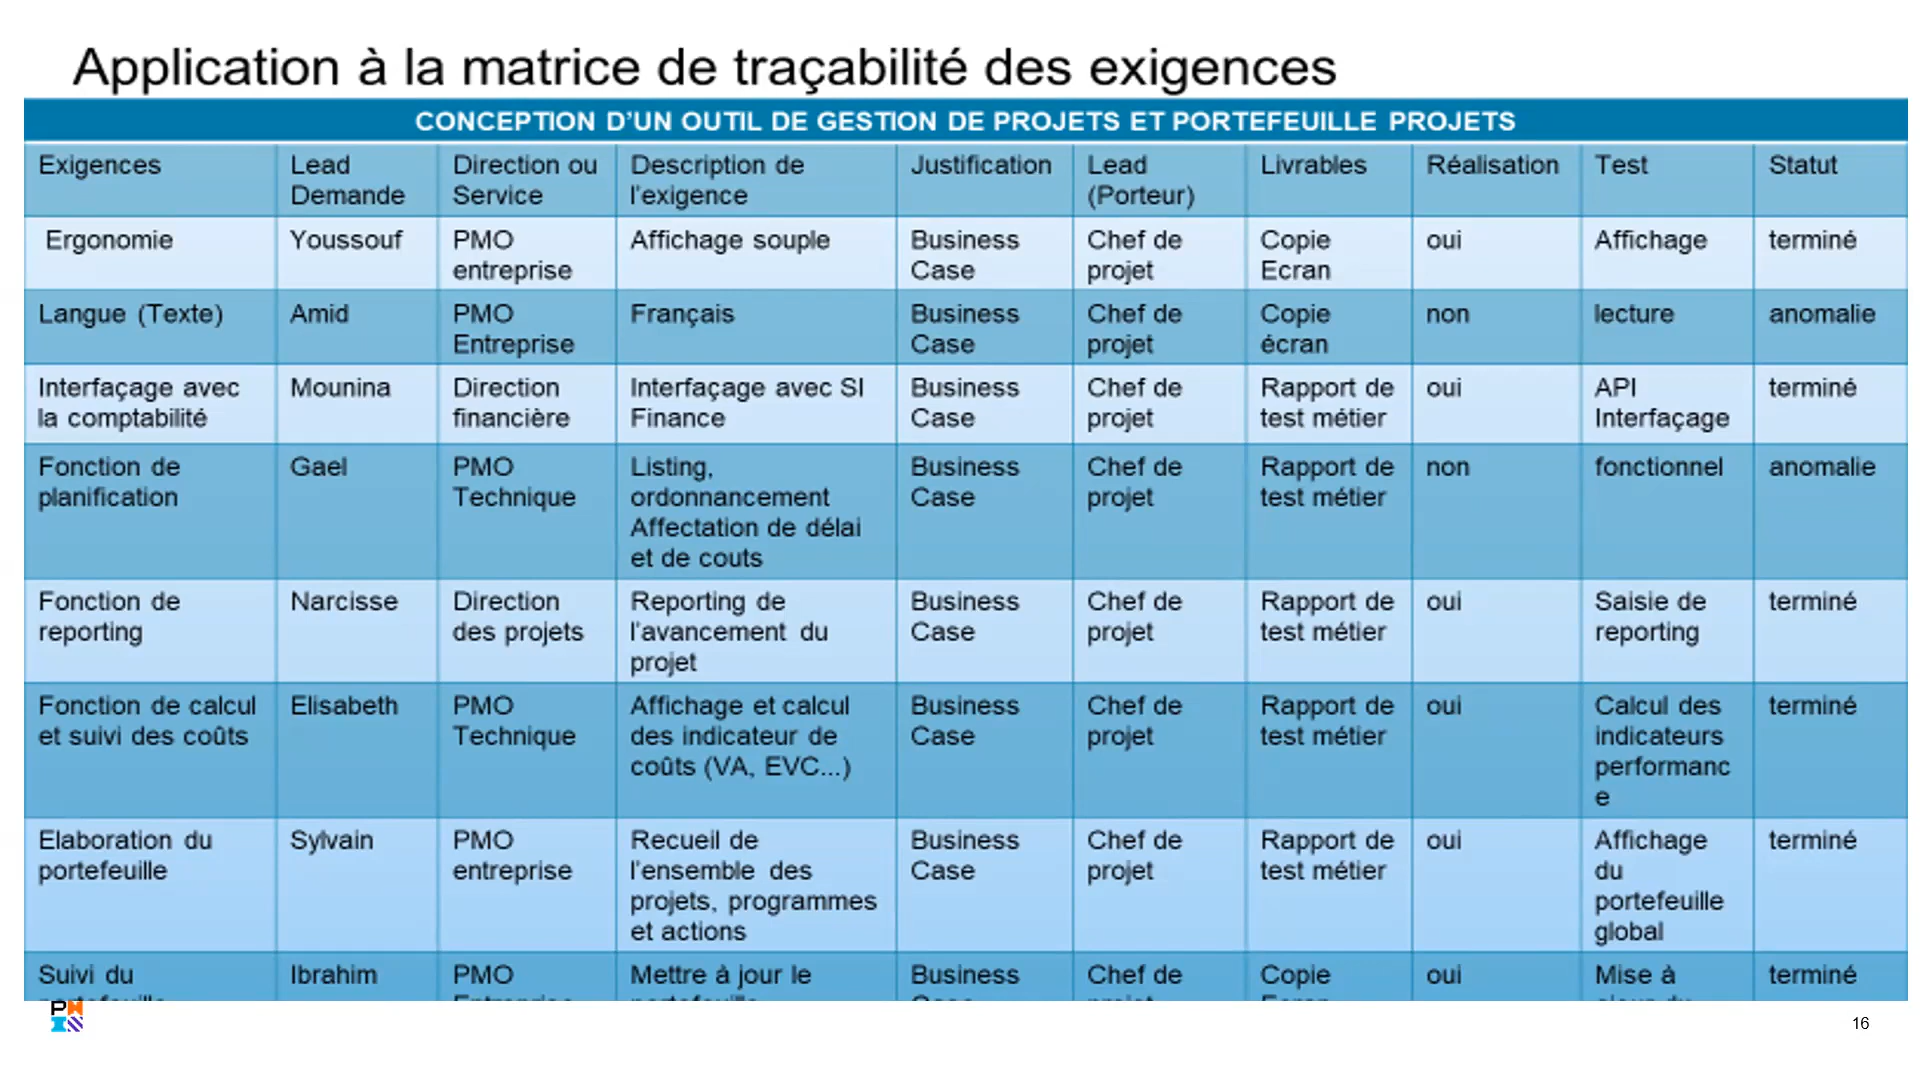 Application à la matrice de traçabilité des exigences
CONCEPTION D'UN OUTIL DE GESTION DE PROJETS ET PORTEFEUILLE PROJETS
Exigences
Lead
Demande
Direction ou
Service
Description de
l'exigence
Justification
Lead
(Porteur)
Livrables
Réalisation
Test
Statut
Ergonomie
Youssouf
PMO
entreprise
Affichage souple
Business
Case
Chef de
projet
Copie
Ecran
oui
Affichage
terminé
Langue (Texte)
Amid
PMO
Entreprise
Français
Business
Case
Chef de
projet
Copie
écran
non
lecture
anomalie
Interfaçage avec
la comptabilité
Mounina
Direction
financière
Interfaçage avec SI
Finance
Business
Case
Chef de
projet
Rapport de
test métier
oui
API
Interfaçage
terminé
Fonction de
planification
Gael
PMO
Technique
Listing,
ordonnancement
Affectation de délai
et de couts
Business
Case
Chef de
projet
Rapport de
test métier
non
fonctionnel
anomalie
Fonction de
reporting
Narcisse
Direction
des projets
Reporting de
l'avancement du
projet
Business
Case
Chef de
projet
Rapport de
test métier
oui
Saisie de
reporting
terminé
Fonction de calcul
et suivi des coûts
Elisabeth
PMO
Technique
Affichage et calcul
des indicateur de
coûts (VA, EVC...)
Business
Case
Chef de
projet
Rapport de
test métier
oui
Calcul des
indicateurs
performanc
e
terminé
Elaboration du
portefeuille
Sylvain
PMO
entreprise
Recueil de
l'ensemble des
projets, programmes
et actions
Business
Case
Chef de
projet
Rapport de
test métier
oui
Affichage
du
portefeuille
global
terminé
Suivi du
Ibrahim
PMO
Mettre à jour le
Business
Chef de
Copie
oui
Mise à
terminé
16